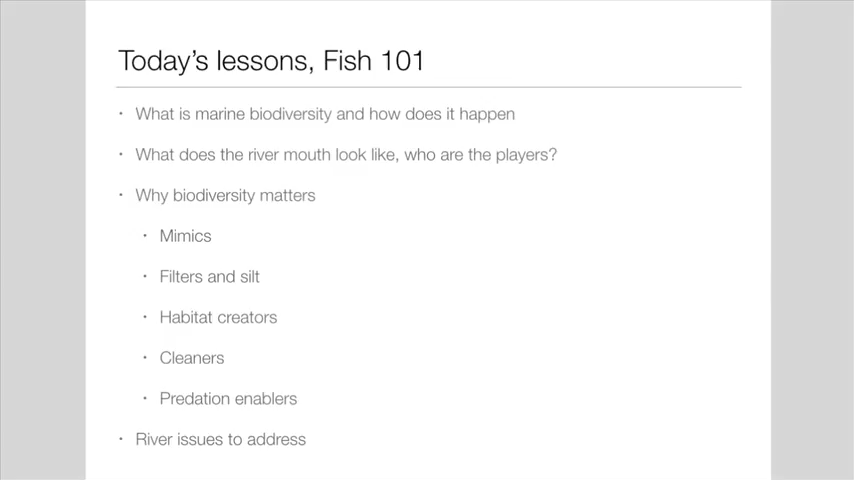 Today's lessons, Fish 101
• What is marine biodiversity and how does it happen
• What does the river mouth look like, who are the players?
• Why biodiversity matters
• Mimics
• Filters and silt
• Habitat creators
• Cleaners
• Predation enablers
• River issues to address